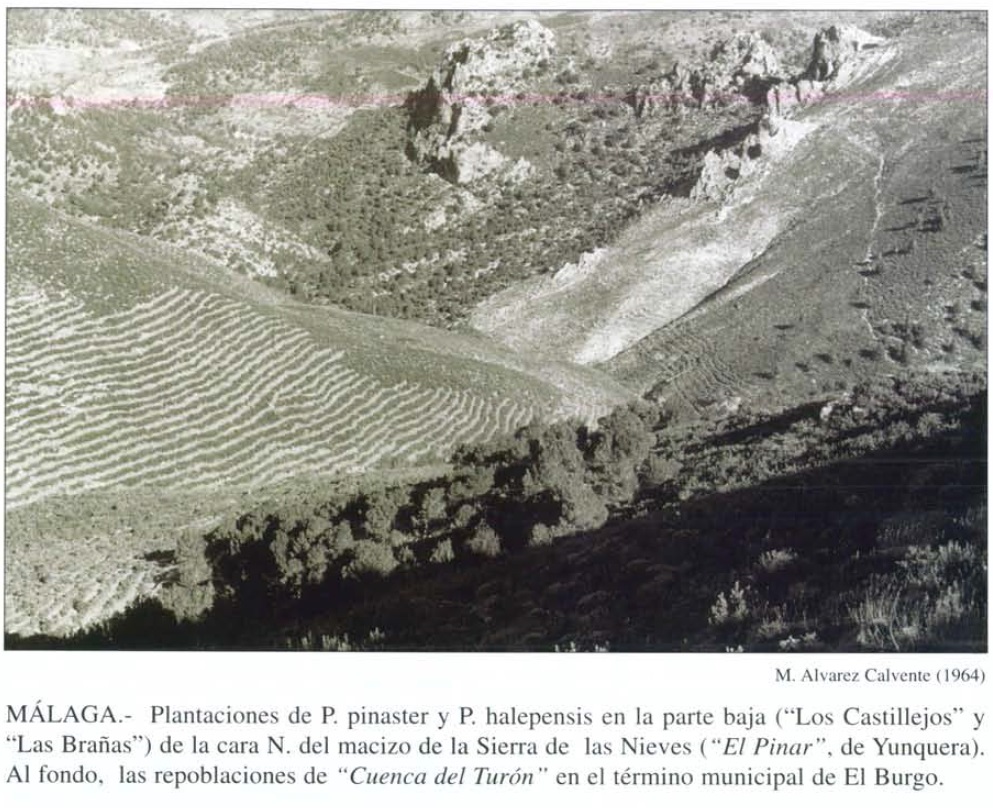 M. Alvarez Calvente (1964)
MÁLAGA.- Plantaciones de P. pinaster y P. halepensis en la parte baja (“Los Castillejos” y
“Las Brañas”) de la cara N. del macizo de la Sierra de las Nieves (“El Pinar”, de Yunquera).
Al fondo, las repoblaciones de “Cuenca del Turón” en el término municipal de El Burgo.